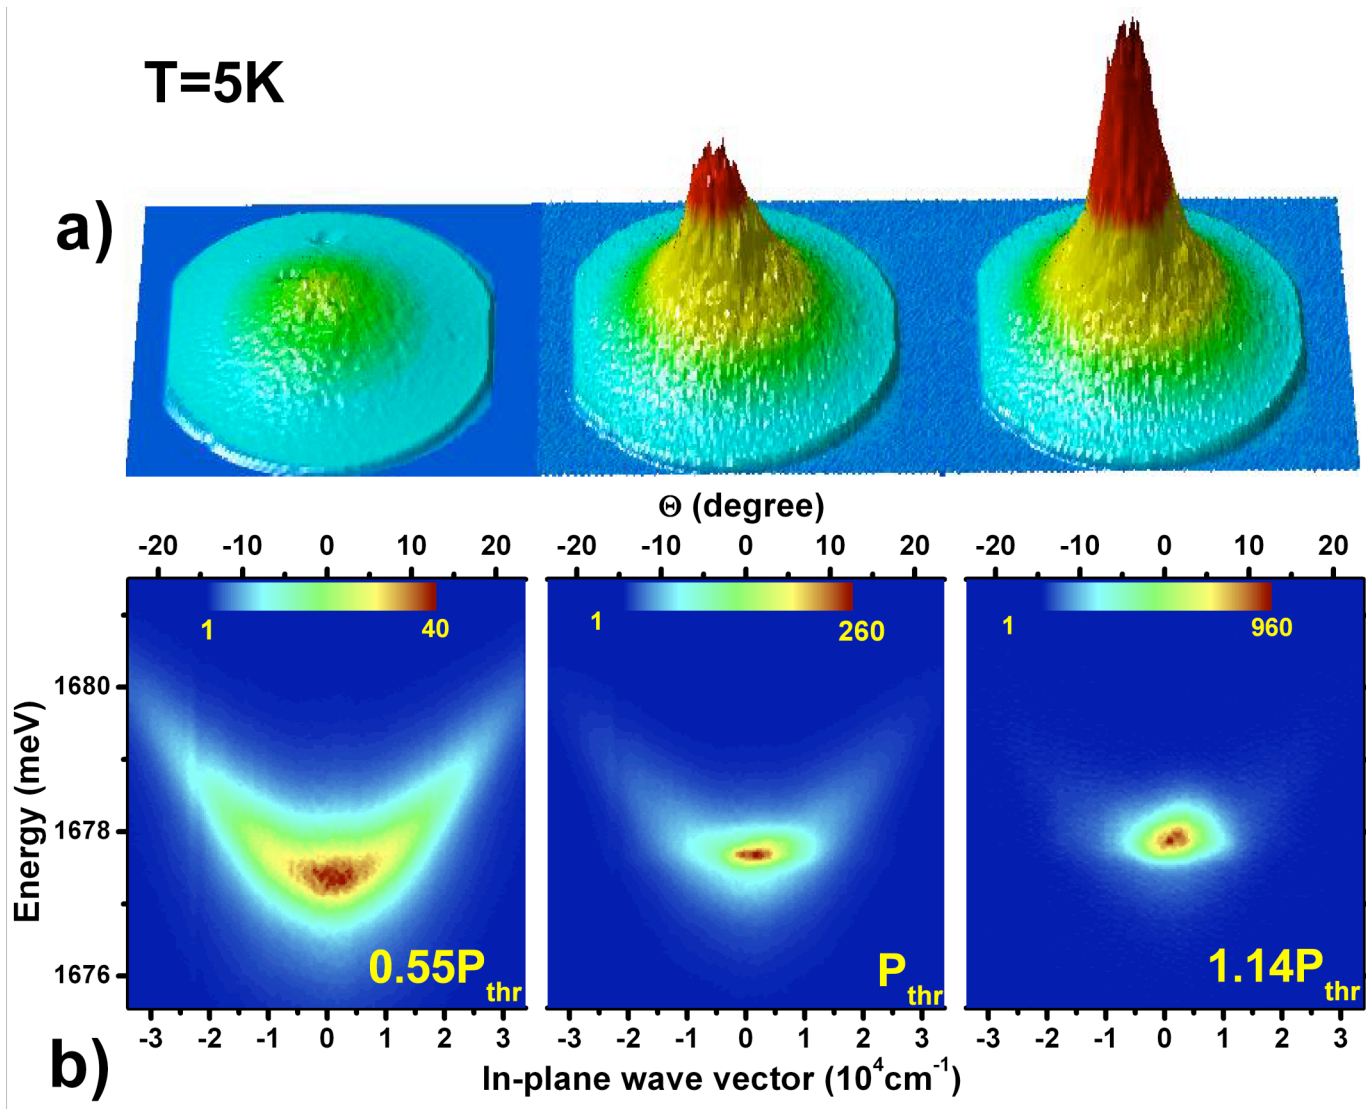 T=5K
a)
Θ (degree)
-20 -10 0 10 20 -20 -10 0 10 20 -20 -10 0 10 20
1 40 1 260 1 960
1680
1678
1676
Energy (meV)
0.55Pthr Pthr 1.14Pthr
-3 -2 -1 0 1 2 3 -3 -2 -1 0 1 2 3 -3 -2 -1 0 1 2 3
b)
In-plane wave vector (10⁴cm⁻¹)